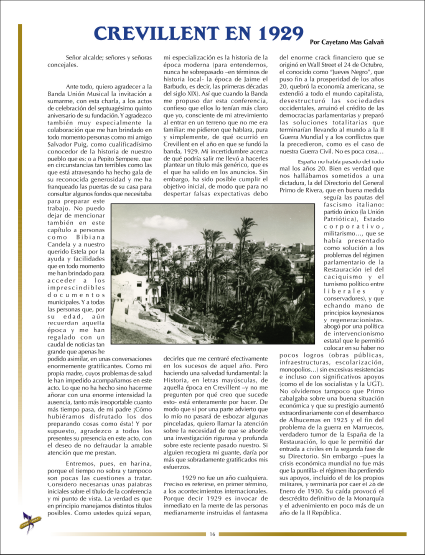 CREVILLENT EN 1929
Por Cayetano Mas Galvañ
Señor alcalde; señores y señoras
concejales.
Ante todo, quiero agradecer a la
Banda Unión Musical la invitación a
sumarme, con esta charla, a los actos
de celebración del septuagésimo quinto
aniversario de su fundación. Y agradezco
también muy especialmente la
colaboración que me han brindado en
todo momento personas como mi amigo
Salvador Puig, como cualificadísimo
conocedor de la historia de nuestro
pueblo que es: o a Pepito Sempere. que
en circunstancias tan terribles como las
que está atravesando ha hecho gala de
su reconocida generosidad y me ha
franqueado las puertas de su casa para
consultar algunos fondos que necesitaba
para preparar este
trabajo. No puedo
dejar de mencionar
también en este
capítulo a personas
como Bibiana
Candela y a nuestro
querido Estela por la
ayuda y facilidades
que en todo momento
me han brindado para
acceder a los
imprescindibles
documentos
municipales. Y a todas
las personas que, por
su edad, aún
recuerdan aquella
época y me han
regalado con un
caudal de noticias tan
grande que apenas he
podido asimilar, en unas conversaciones
enormemente gratificantes. Como mi
propia madre, cuyos problemas de salud
le han impedido acompañarnos en este
acto. Lo que no ha hecho sino hacerme
añorar con una enorme intensidad la
ausencia, tanto más insoportable cuanto
más tiempo pasa, de mi padre ¡Cómo
hubiéramos disfrutado los dos
preparando cosas como ésta! Y por
supuesto, agradezco a todos los
presentes su presencia en este acto, con
el deseo de no defraudar la amable
atención que me prestan.
Entremos, pues, en harina,
porque el tiempo no sobra y tampoco
son pocas las cuestiones a tratar.
Considero necesarias unas palabras
iniciales sobre el título de la conferencia
y mi punto de vista. La verdad es que
en principio manejamos distintos títulos
posibles. Como ustedes quizá sepan,
mi especialización es la historia de la
época moderna (para entendernos,
nunca he sobrepasado -en términos de
historia local- la época de Jaime el
Barbudo, es decir, las primeras décadas
del siglo XIX). Así que cuando la Banda
me propuso dar esta conferencia,
confieso que ellos lo tenían más claro
que yo, consciente de mi atrevimiento
al entrar en un terreno que no me era
familiar: me pidieron que hablara, pura
y simplemente, de qué ocurrió en
Crevillent en el año en que se fundó la
banda, 1929. Mi incertidumbre acerca
de qué podría salir me llevó a hacerles
plantear un título más genérico, que es
el que ha salido en los anuncios. Sin
embargo, ha sido posible cumplir el
objetivo inicial, de modo que para no
despertar falsas expectativas debo
decirles que me centraré efectivamente
en los sucesos de aquel año. Pero
haciendo una salvedad fundamental: la
Historia, en letras mayúsculas, de
aquella época en Crevillent -y no me
pregunten por qué creo que sucede
esto- está enteramente por hacer. De
modo que si por una parte advierto que
lo mío no pasará de esbozar algunas
pinceladas, quiero llamar la atención
sobre la necesidad de que se aborde
una investigación rigurosa y profunda
sobre este reciente pasado nuestro. Si
alguien recogiera mi guante, daría por
más que sobradamente gratificados mis
esfuerzos.
1929 no fue un año cualquiera.
Preciso es referirse, en primer término,
a los acontecimientos internacionales.
Porque decir 1929 es invocar de
inmediato en la mente de las personas
medianamente instruidas el fantasma
del enorme crack financiero que se
originó en Wall Street el 24 de Octubre,
el conocido como "Jueves Negro", que
puso fin a la prosperidad de los años
20, quebró la economía americana, se
extendió a todo el mundo capitalista,
desestructuró las sociedades
occidentales, arruinó el crédito de las
democracias parlamentarias y preparó
las soluciones totalitarias que
terminarían llevando al mundo a la II
Guerra Mundial y a los conflictos que
la precedieron, como es el caso de
nuestra Guerra Civil. No es poca cosa...
España no había pasado del todo
mal los años 20. Bien es verdad que
nos hallábamos sometidos a una
dictadura, la del Directorio del General
Primo de Rivera, que en buena medida
seguía las pautas del
fascismo italiano:
partido único (la Unión
Patriótica), Estado
corporativo,
militarismo..., que se
había presentado
como solución a los
problemas del régimen
parlamentario de la
Restauración (el del
caciquismo y el
turnismo político entre
liberales y
conservadores), y que
echando mano de
principios keynesianos
y regeneracionistas.
abogó por una política
de intervencionismo
estatal que le permitió
colocar en su haber no
pocos logros (obras públicas,
infraestructuras, escolarización,
monopolios...) sin excesivas resistencias
e incluso con significativos apoyos
(como el de los socialistas y la UGT).
No olvidemos tampoco que Primo
cabalgaba sobre una buena situación
económica y que su prestigio aumentó
extraordinariamente con el desembarco
de Alhucemas en 1925 y el fin del
problema de la guerra en Marruecos,
verdadero tumor de la España de la
Restauración, lo que le permitió dar
entrada a civiles en la segunda fase de
su Directorio. Sin embargo -pues la
crisis económica mundial no fue más
que la puntilla- el régimen iba perdiendo
sus apoyos, incluido el de los propios
militares, y terminaría por caer el 28 de
Enero de 1930. Su caída provocó el
descrédito definitivo de la Monarquía
y el advenimiento en poco más de un
año de la II República.
16